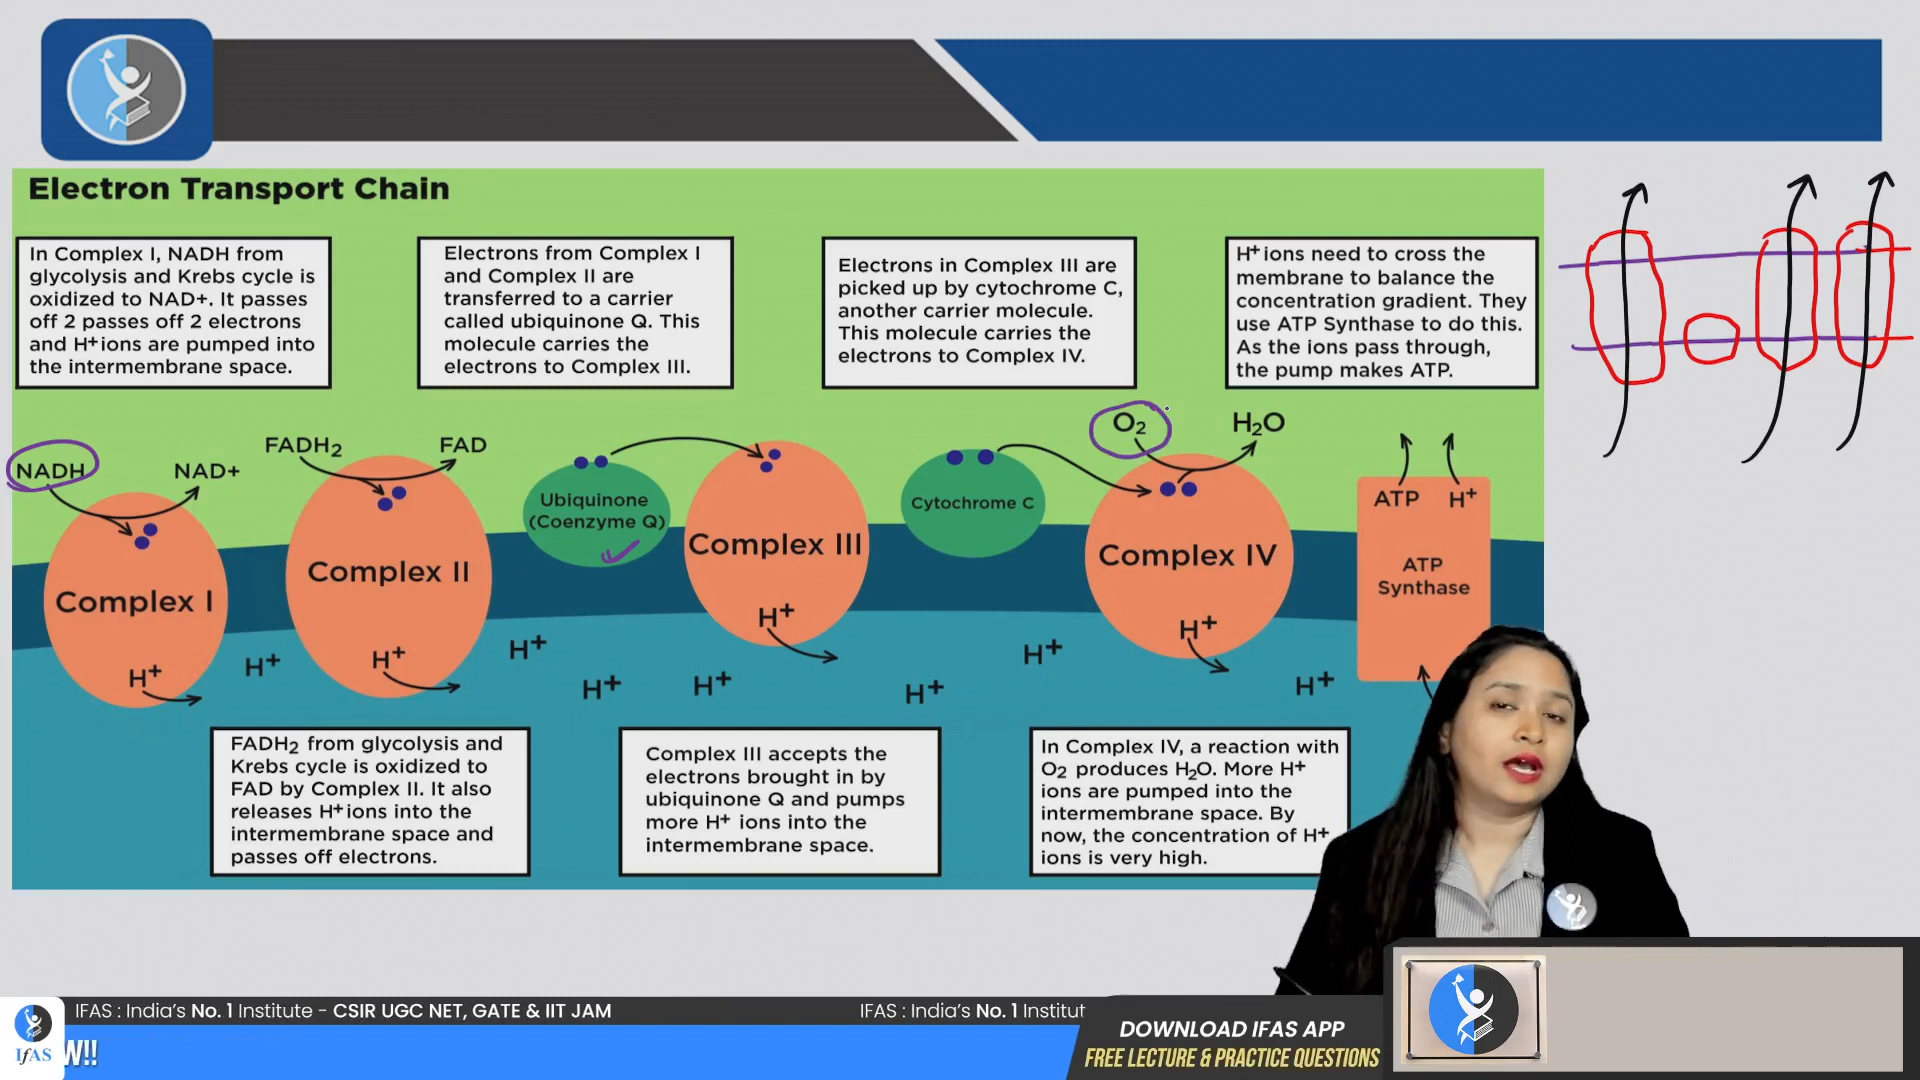 Electron Transport Chain
In Complex I, NADH from
glycolysis and Krebs cycle is
oxidized to NAD+. It passes
off 2 passes off 2 electrons
and H+ ions are pumped into
the intermembrane space.
Electrons from Complex I
and Complex II are
transferred to a carrier
called ubiquinone Q. This
molecule carries the
electrons to Complex III.
Electrons in Complex III are
picked up by cytochrome C,
another carrier molecule.
This molecule carries the
electrons to Complex IV.
H+ ions need to cross the
membrane to balance the
concentration gradient. They
use ATP Synthase to do this.
As the ions pass through,
the pump makes ATP.
NADH
NAD+
FADH2
FAD
O2
H2O
Ubiquinone
(Coenzyme Q)
Cytochrome C
ATP
H+
Complex I
Complex II
Complex III
Complex IV
ATP
Synthase
H+
H+
H+
H+
H+
H+
H+
H+
H+
H+
H+
FADH2 from glycolysis and
Krebs cycle is oxidized to
FAD by Complex II. It also
releases H+ ions into the
intermembrane space and
passes off electrons.
Complex III accepts the
electrons brought in by
ubiquinone Q and pumps
more H+ ions into the
intermembrane space.
In Complex IV, a reaction with
O2 produces H2O. More H+
ions are pumped into the
intermembrane space. By
now, the concentration of H+
ions is very high.
IFAS : India's No. 1 Institute - CSIR UGC NET, GATE & IIT JAM
IFAS : India's No. 1 Institut
IFAS
W!!
DOWNLOAD IFAS APP
FREE LECTURE & PRACTICE QUESTIONS